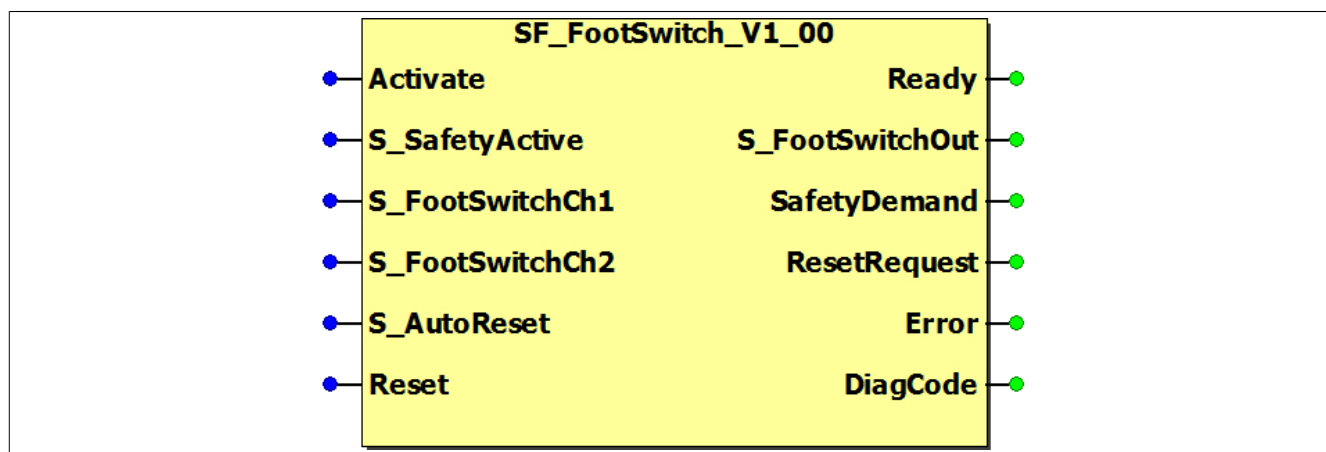 SF_FootSwitch_V1_00
Activate Ready
S_SafetyActive S_FootSwitchOut
S_FootSwitchCh1 SafetyDemand
S_FootSwitchCh2 ResetRequest
S_AutoReset Error
Reset DiagCode